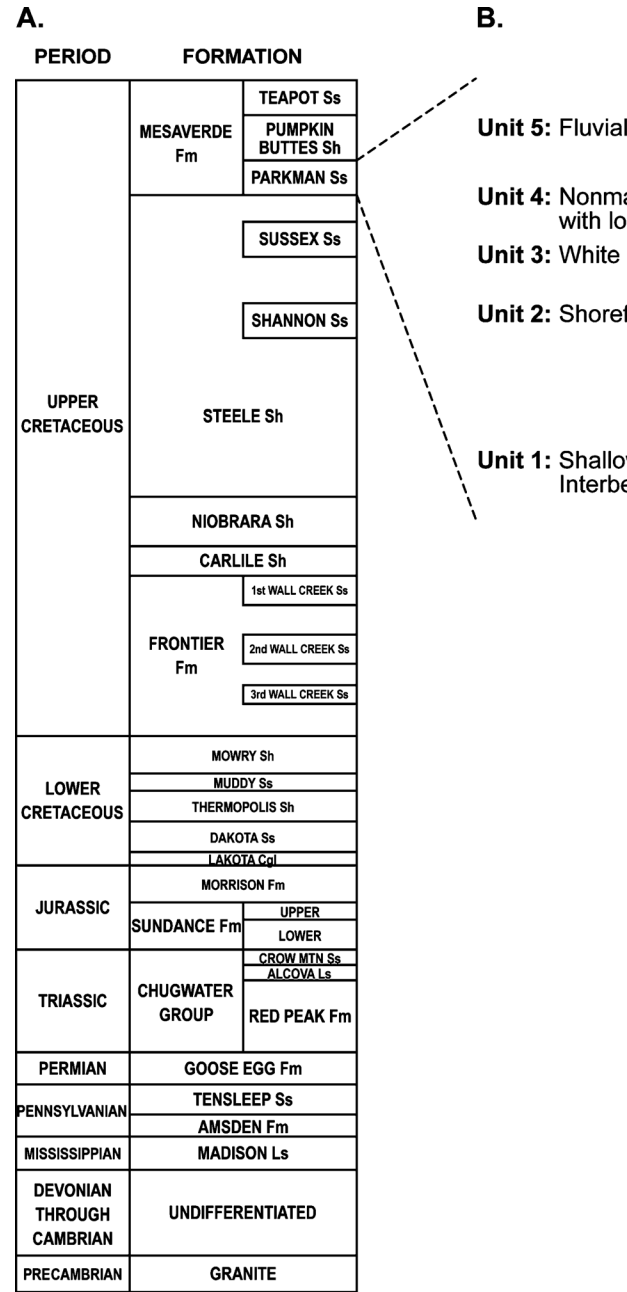 A.
B.
PERIOD
FORMATION
TEAPOT Ss
MESAVERDE
Fm
PUMPKIN
BUTTES Sh
PARKMAN Ss
SUSSEX Ss
SHANNON Ss
UPPER
CRETACEOUS
STEELE Sh
NIOBRARA Sh
CARLILE Sh
1st WALL CREEK Ss
FRONTIER
Fm
2nd WALL CREEK Ss
3rd WALL CREEK Ss
LOWER
CRETACEOUS
MOWRY Sh
MUDDY Ss
THERMOPOLIS Sh
DAKOTA Ss
LAKOTA Cgl
JURASSIC
MORRISON Fm
SUNDANCE Fm
UPPER
LOWER
TRIASSIC
CHUGWATER
GROUP
CROW MTN Ss
ALCOVA Ls
RED PEAK Fm
PERMIAN
GOOSE EGG Fm
PENNSYLVANIAN
TENSLEEP Ss
AMSDEN Fm
MISSISSIPPIAN
MADISON Ls
DEVONIAN
THROUGH
CAMBRIAN
UNDIFFERENTIATED
PRECAMBRIAN
GRANITE
Unit 5: Fluvial
Unit 4: Nonma
with lo
Unit 3: White
Unit 2: Shoref
Unit 1: Shallow
Interbe